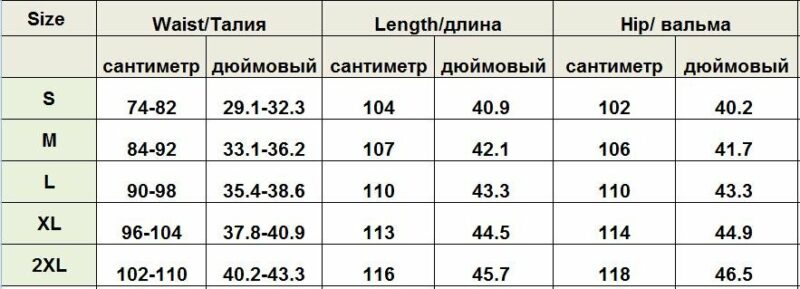 Size Waist/Талия Length/длина Hip/ вальма
сантиметр дюймовый сантиметр дюймовый сантиметр дюймовый
S 74-82 29.1-32.3 104 40.9 102 40.2
M 84-92 33.1-36.2 107 42.1 106 41.7
L 90-98 35.4-38.6 110 43.3 110 43.3
XL 96-104 37.8-40.9 113 44.5 114 44.9
2XL 102-110 40.2-43.3 116 45.7 118 46.5